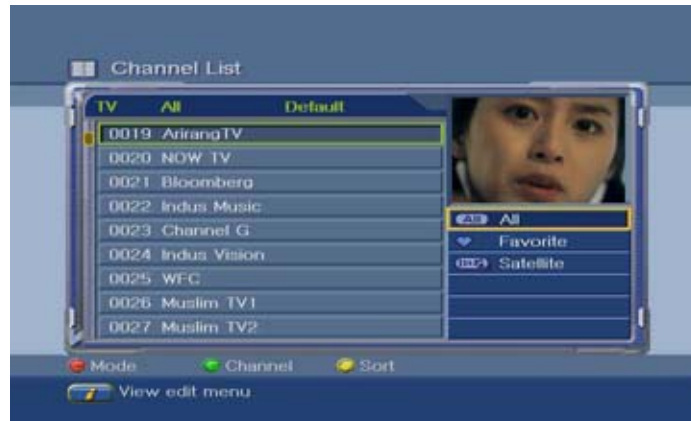 Channel List
TV All Default
0019 ArirangTV
0020 NOW TV
0021 Bloomberg
0022 Indus Music
0023 Channel G
0024 Indus Vision
0025 WFC
0026 Muslim TV1
0027 Muslim TV2
All All
Favorite
Satellite
Mode Channel Sort
i View edit menu